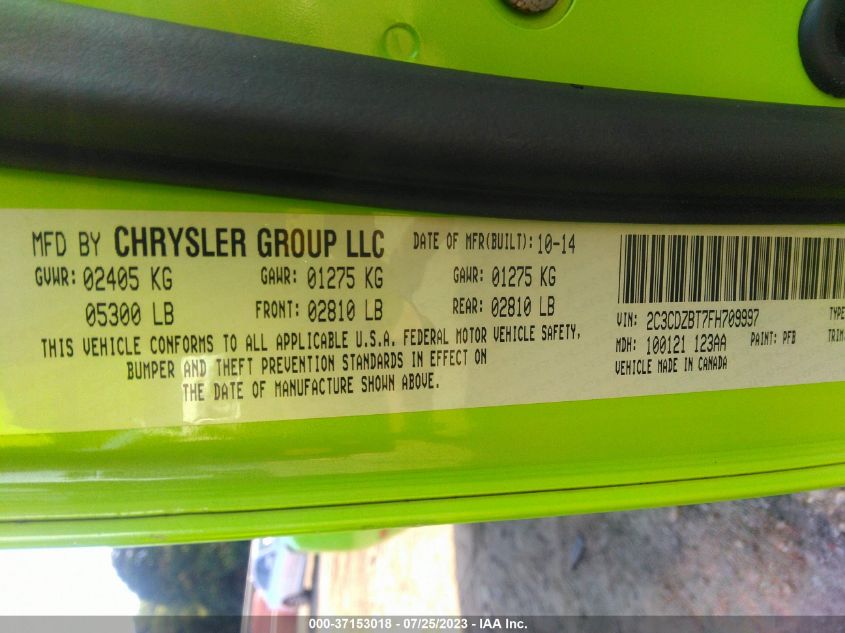 MFD BY CHRYSLER GROUP LLC DATE OF MFR(BUILT): 10-14
GVWR: 02405 KG GAWR: 01275 KG GAWR: 01275 KG
05300 LB FRONT: 02810 LB REAR: 02810 LB
THIS VEHICLE CONFORMS TO ALL APPLICABLE U.S.A. FEDERAL MOTOR VEHICLE SAFETY,
BUMPER AND THEFT PREVENTION STANDARDS IN EFFECT ON
THE DATE OF MANUFACTURE SHOWN ABOVE.
VIN: 2C3CDZBT7FH709997 TYPE
MDH: 100121 123AA PAINT: PFB TRIM:
VEHICLE MADE IN CANADA
000-37153018 / 07/25/2023 - IAA Inc.